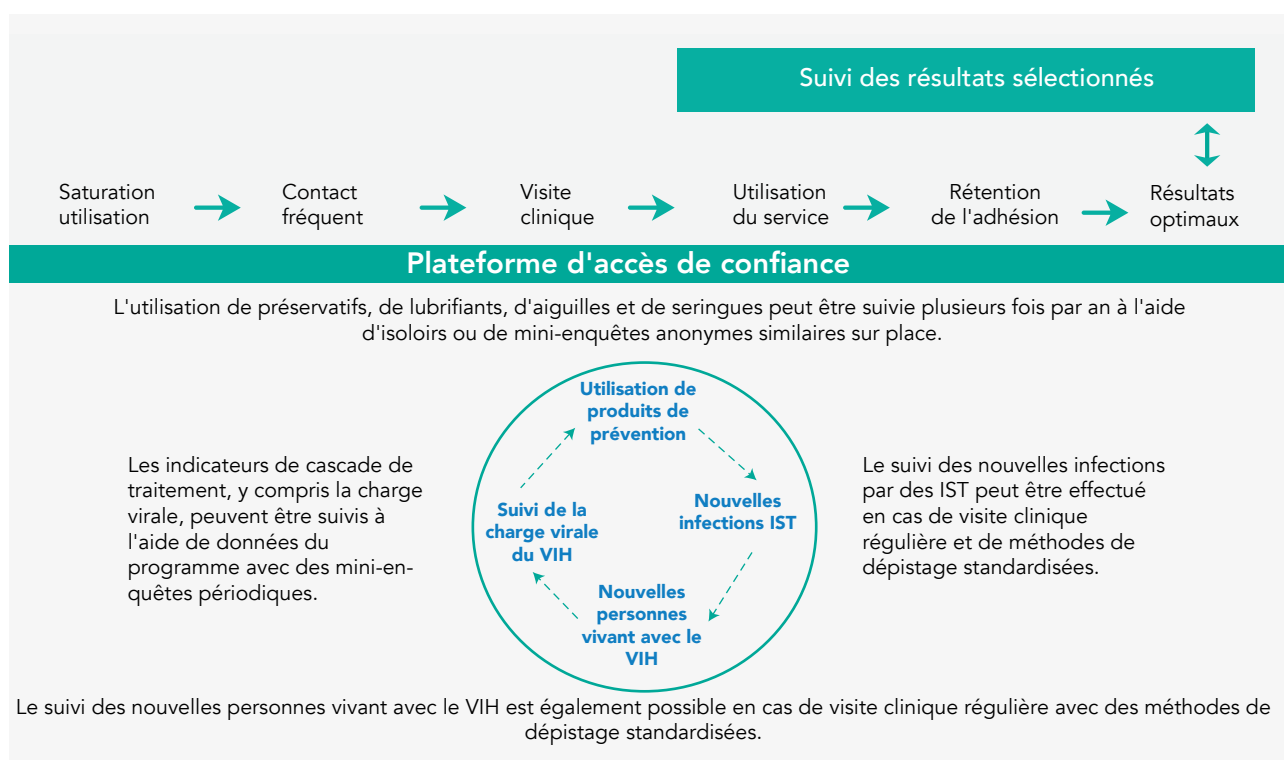 Suivi des résultats sélectionnés
Saturation
utilisation
Contact
fréquent
Visite
clinique
Utilisation
du service
Rétention
de l'adhésion
Résultats
optimaux
Plateforme d'accès de confiance
L'utilisation de préservatifs, de lubrifiants, d'aiguilles et de seringues peut être suivie plusieurs fois par an à l'aide
d'isoloirs ou de mini-enquêtes anonymes similaires sur place.
Utilisation de
produits de
prévention
Les indicateurs de cascade de
traitement, y compris la charge
virale, peuvent être suivis à
l'aide de données du
programme avec des mini-en-
quêtes périodiques.
Suivi de la
charge virale
du VIH
Nouvelles
infections IST
Le suivi des nouvelles infections
par des IST peut être effectué
en cas de visite clinique
régulière et de méthodes de
dépistage standardisées.
Nouvelles
personnes
vivant avec le
VIH
Le suivi des nouvelles personnes vivant avec le VIH est également possible en cas de visite clinique régulière avec des méthodes de
dépistage standardisées.